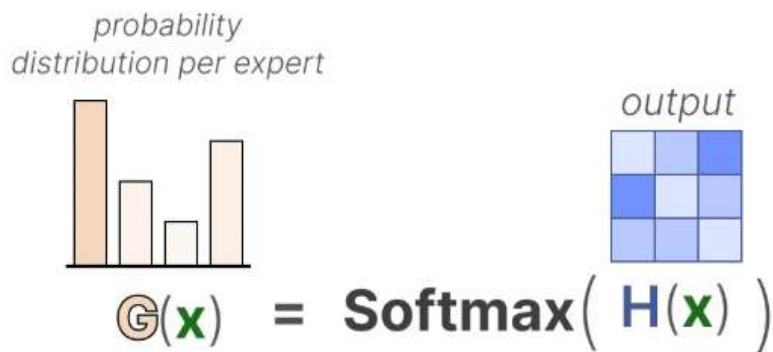 probability
distribution per expert
output
G(x) = Softmax( H(x) )